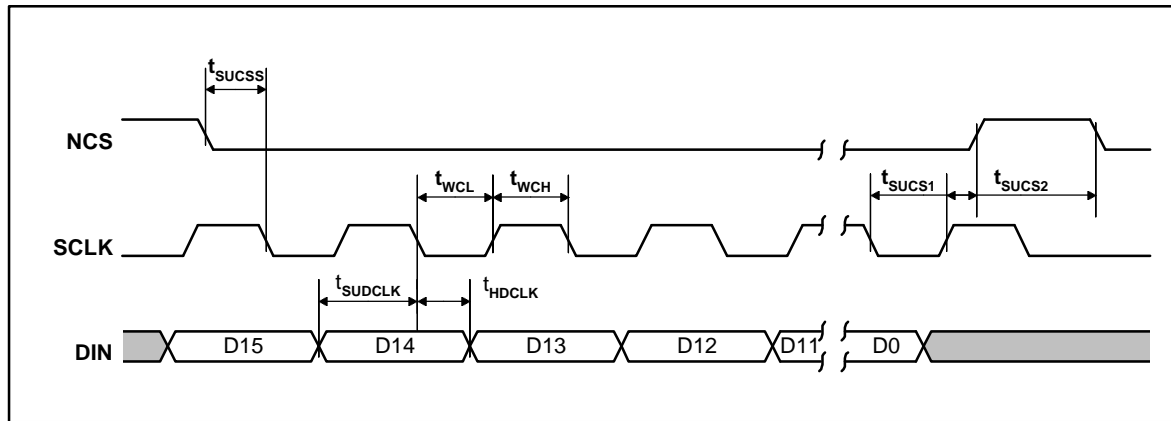 tSUCSS
NCS
tWCL tWCH tSUCS1 tSUCS2
SCLK
tSUDCLK tHDCLK
DIN D15 D14 D13 D12 D11 D0